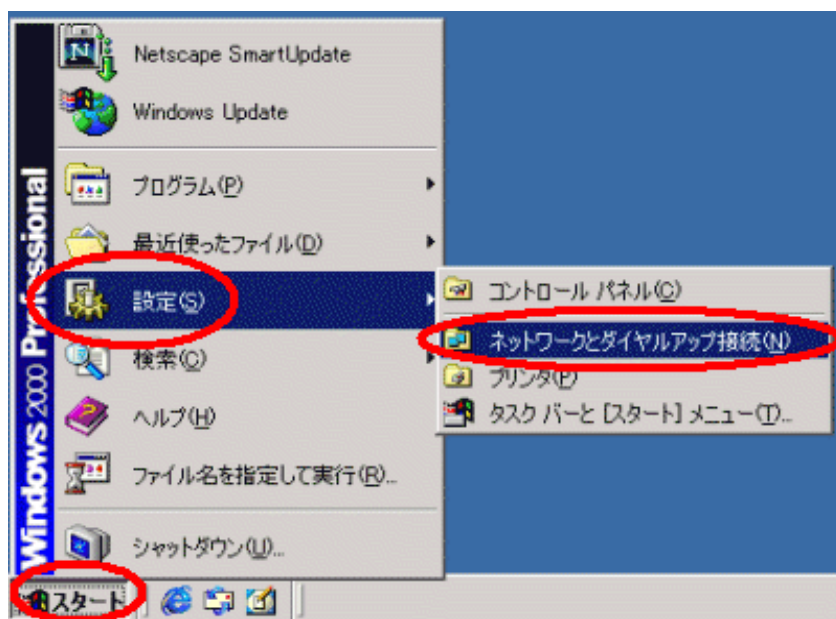 Netscape SmartUpdate
Windows Update
プログラム(P)
最近使ったファイル(D)
設定(S)
検索(C)
ヘルプ(H)
ファイル名を指定して実行(R)...
シャットダウン(U)...
Windows 2000 Professional
コントロール パネル(C)
ネットワークとダイヤルアップ接続(N)
プリンタ(P)
タスク バーと [スタート] メニュー(T)...
スタート